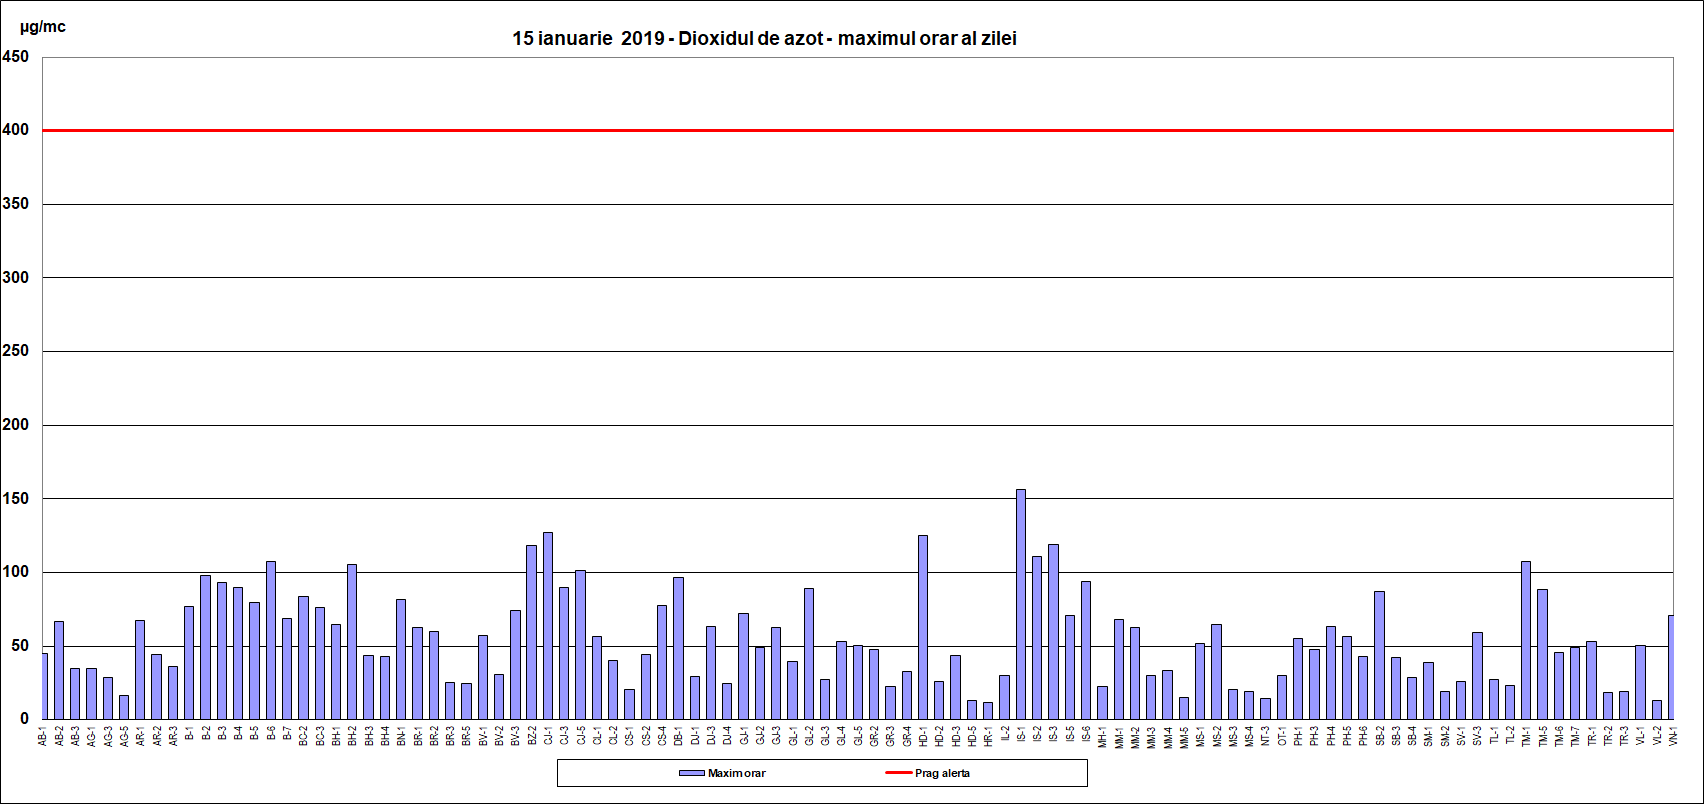 µg/mc
15 ianuarie 2019 - Dioxidul de azot - maximul orar al zilei
450
400
350
300
250
200
150
100
50
0
AB-1 AB-2 AB-3 AG-1 AG-3 AG-5 AR-1 AR-2 AR-3 B-1 B-2 B-3 B-4 B-5 B-6 B-7 BC-2 BC-3 BH-1 BH-2 BH-3 BH-4 BN-1 BR-1 BR-2 BR-3 BR-5 BV-1 BV-2 BV-3 BZ-2 CJ-1 CJ-3 CJ-5 CL-1 CL-2 CS-1 CS-2 CS-4 DB-1 DJ-1 DJ-3 DJ-4 GJ-1 GJ-2 GJ-3 GL-1 GL-2 GL-3 GL-4 GL-5 GR-2 GR-3 GR-4 HD-1 HD-2 HD-3 HD-5 HR-1 IL-2 IS-1 IS-2 IS-3 IS-5 IS-6 MH-1 MM-1 MM-2 MM-3 MM-4 MM-5 MS-1 MS-2 MS-3 MS-4 NT-3 OT-1 PH-1 PH-3 PH-4 PH-5 PH-6 SB-2 SB-3 SB-4 SM-1 SM-2 SV-1 SV-3 TL-1 TL-2 TM-1 TM-5 TM-6 TM-7 TR-1 TR-2 TR-3 VL-1 VL-2 VN-1
Maxim orar Prag alerta